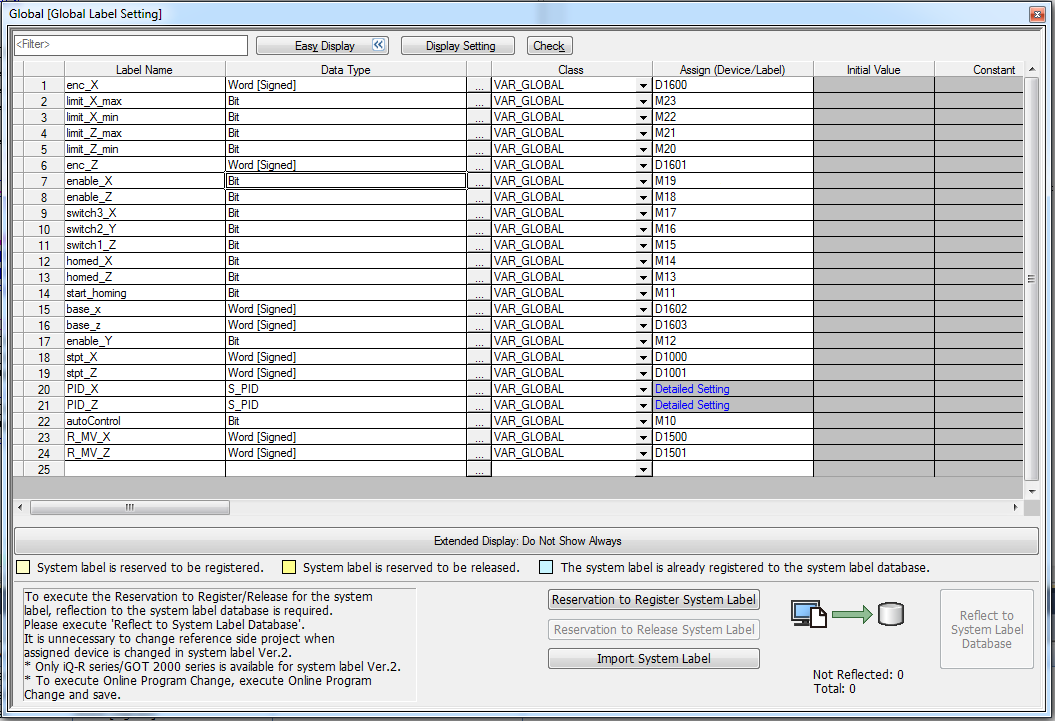 Global [Global Label Setting]
<Filter>
Easy Display
Display Setting
Check
Label Name Data Type Class Assign (Device/Label) Initial Value Constant
1 enc_X Word [Signed] ... VAR_GLOBAL D1600
2 limit_X_max Bit ... VAR_GLOBAL M23
3 limit_X_min Bit ... VAR_GLOBAL M22
4 limit_Z_max Bit ... VAR_GLOBAL M21
5 limit_Z_min Bit ... VAR_GLOBAL M20
6 enc_Z Word [Signed] ... VAR_GLOBAL D1601
7 enable_X Bit ... VAR_GLOBAL M19
8 enable_Z Bit ... VAR_GLOBAL M18
9 switch3_X Bit ... VAR_GLOBAL M17
10 switch2_Y Bit ... VAR_GLOBAL M16
11 switch1_Z Bit ... VAR_GLOBAL M15
12 homed_X Bit ... VAR_GLOBAL M14
13 homed_Z Bit ... VAR_GLOBAL M13
14 start_homing Bit ... VAR_GLOBAL M11
15 base_x Word [Signed] ... VAR_GLOBAL D1602
16 base_z Word [Signed] ... VAR_GLOBAL D1603
17 enable_Y Bit ... VAR_GLOBAL M12
18 stpt_X Word [Signed] ... VAR_GLOBAL D1000
19 stpt_Z Word [Signed] ... VAR_GLOBAL D1001
20 PID_X S_PID ... VAR_GLOBAL Detailed Setting
21 PID_Z S_PID ... VAR_GLOBAL Detailed Setting
22 autoControl Bit ... VAR_GLOBAL M10
23 R_MV_X Word [Signed] ... VAR_GLOBAL D1500
24 R_MV_Z Word [Signed] ... VAR_GLOBAL D1501
25 ...
Extended Display: Do Not Show Always
System label is reserved to be registered.
System label is reserved to be released.
The system label is already registered to the system label database.
To execute the Reservation to Register/Release for the system
label, reflection to the system label database is required.
Please execute 'Reflect to System Label Database'.
It is unnecessary to change reference side project when
assigned device is changed in system label Ver.2.
* Only iQ-R series/GOT 2000 series is available for system label Ver.2.
* To execute Online Program Change, execute Online Program
Change and save.
Reservation to Register System Label
Reservation to Release System Label
Import System Label
Not Reflected: 0
Total: 0
Reflect to
System Label
Database